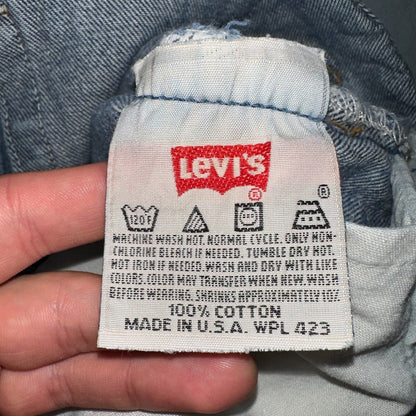 Levi's
R
120F
R
MACHINE WASH HOT. NORMAL CYCLE. ONLY NON-
CHLORINE BLEACH IF NEEDED. TUMBLE DRY HOT.
HOT IRON IF NEEDED. WASH AND DRY WITH LIKE
COLORS. COLOR MAY TRANSFER WHEN NEW. WASH
BEFORE WEARING. SHRINKS APPROXIMATELY 10%
100% COTTON
MADE IN U.S.A. WPL 423